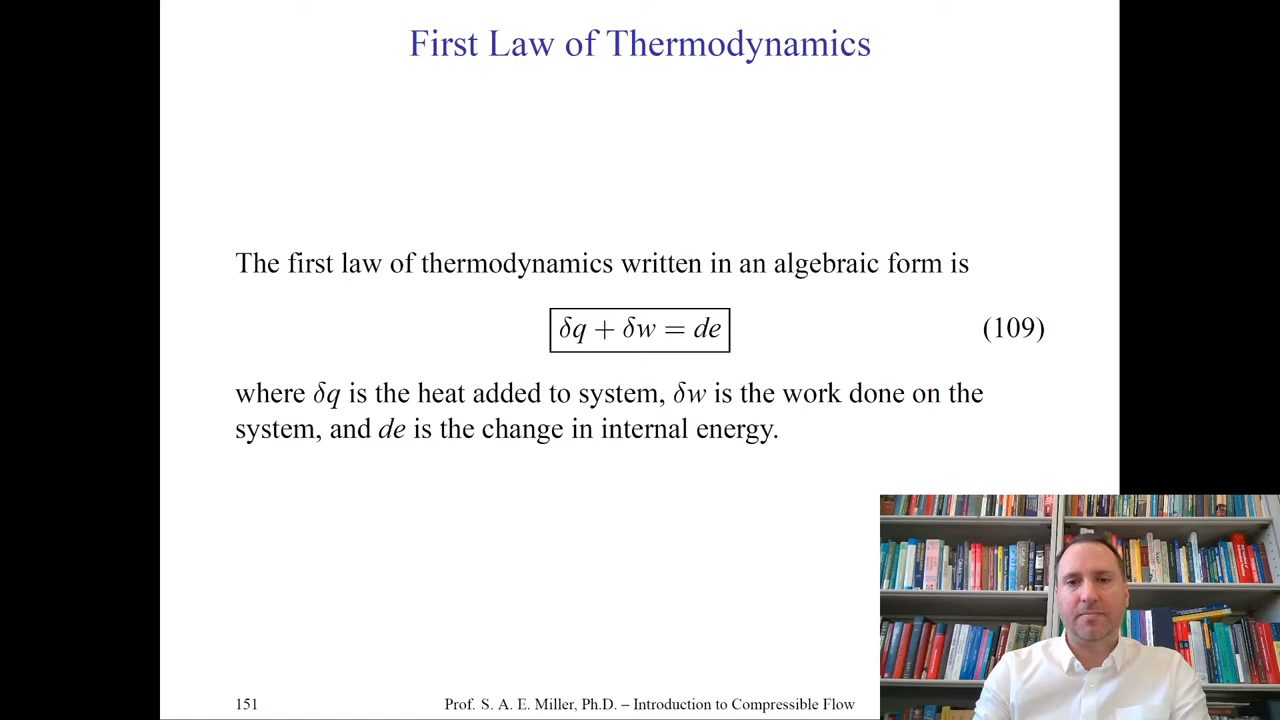 First Law of Thermodynamics
The first law of thermodynamics written in an algebraic form is
δq + δw = de
(109)
where δq is the heat added to system, δw is the work done on the
system, and de is the change in internal energy.
151
Prof. S. A. E. Miller, Ph.D. – Introduction to Compressible Flow